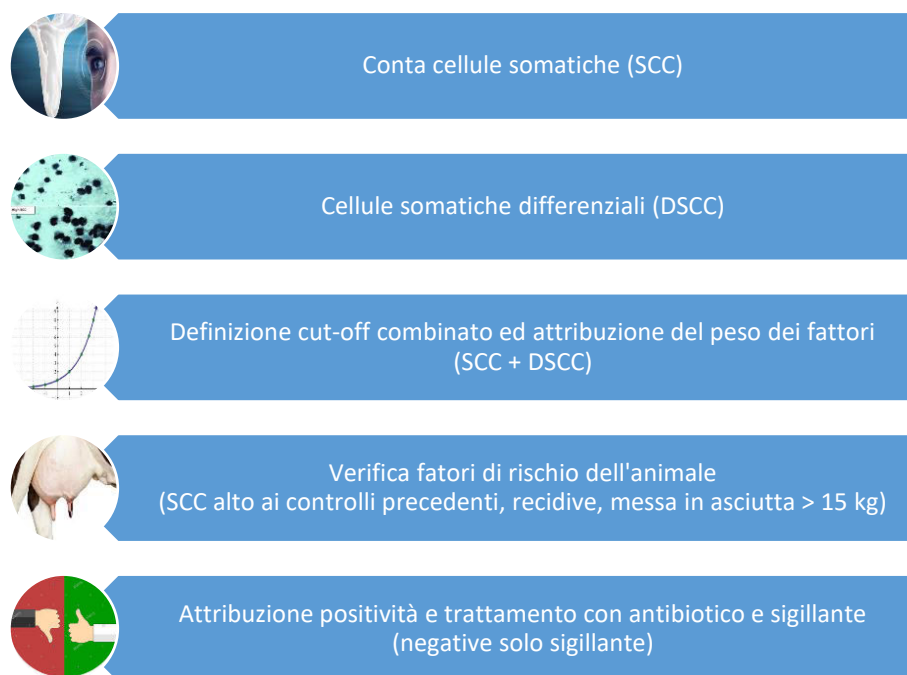 Conta cellule somatiche (SCC)
Cellule somatiche differenziali (DSCC)
Definizione cut-off combinato ed attribuzione del peso dei fattori
(SCC + DSCC)
Verifica fattori di rischio dell'animale
(SCC alto ai controlli precedenti, recidive, messa in asciutta > 15 kg)
Attribuzione positività e trattamento con antibiotico e sigillante
(negative solo sigillante)